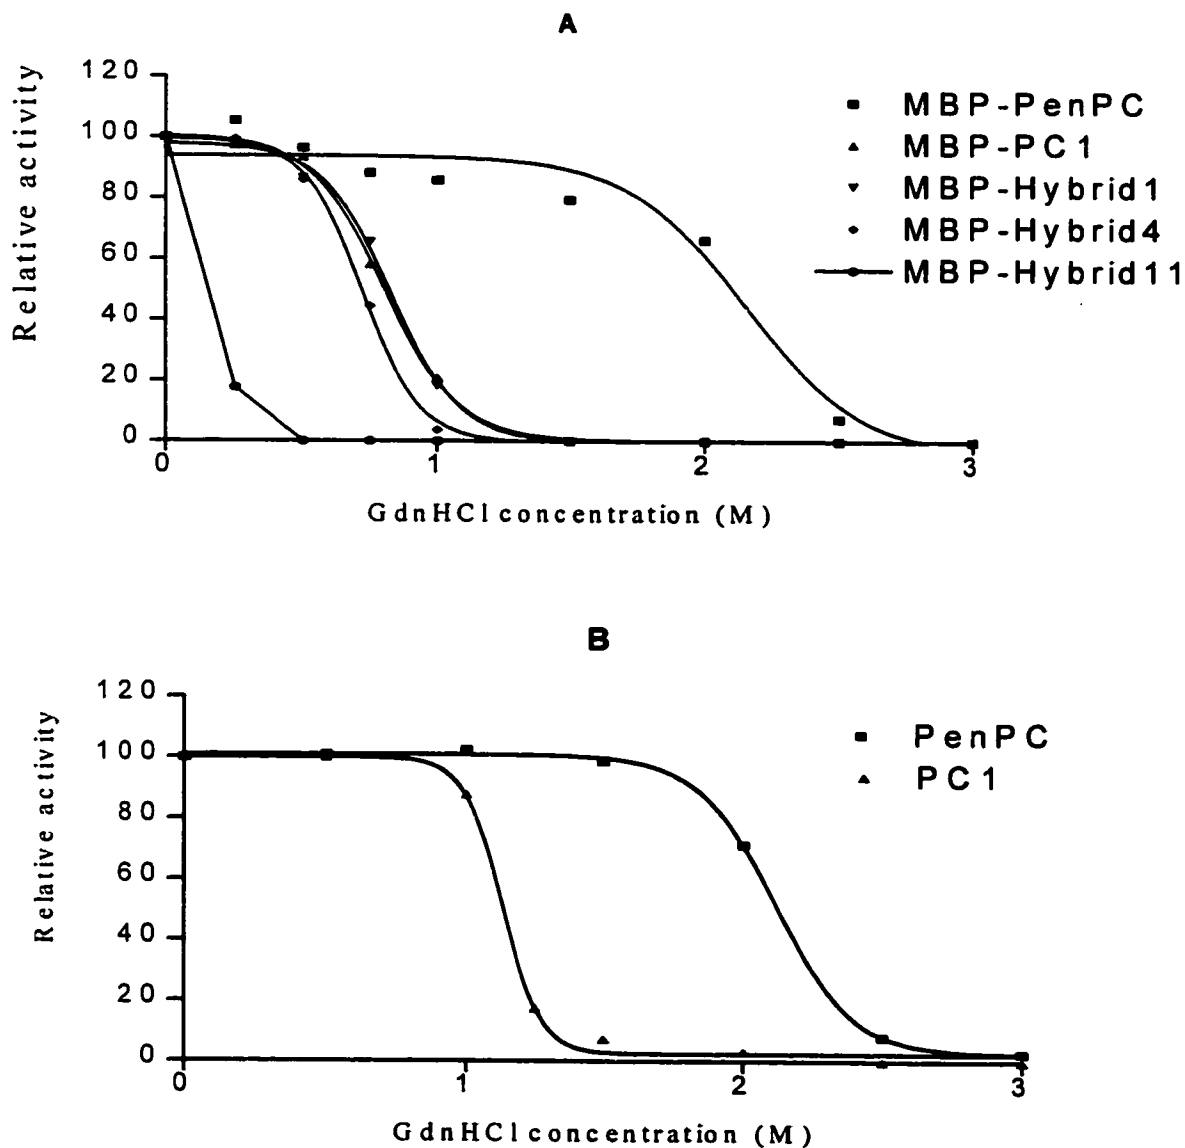 A
120
100
80
60
40
20
0
Relative activity
0 1 2 3
GdnHCl concentration (M)
MBP-PenPC
MBP-PC1
MBP-Hybrid1
MBP-Hybrid4
MBP-Hybrid11
B
120
100
80
60
40
20
0
Relative activity
0 1 2 3
GdnHCl concentration (M)
PenPC
PC1